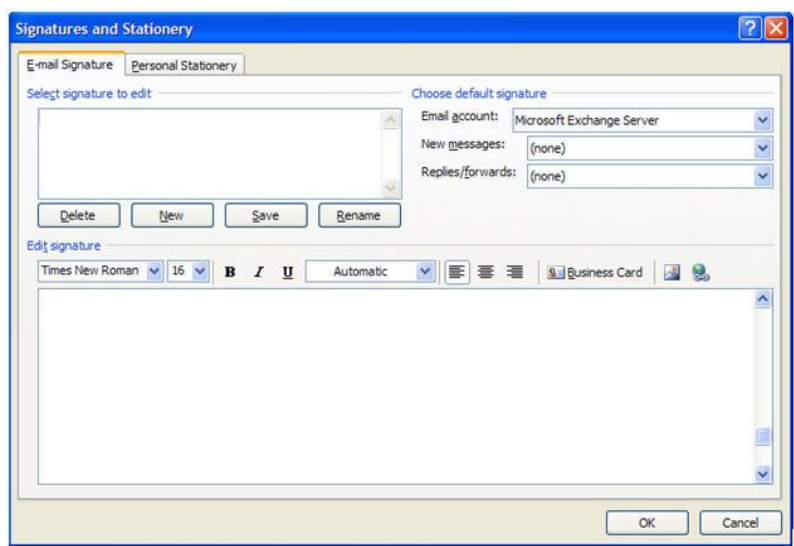 Signatures and Stationery
E-mail Signature Personal Stationery
Select signature to edit Choose default signature
Email account: Microsoft Exchange Server
New messages: (none)
Replies/forwards: (none)
Delete New Save Rename
Edit signature
Times New Roman 16 B I U Automatic Business Card
OK Cancel